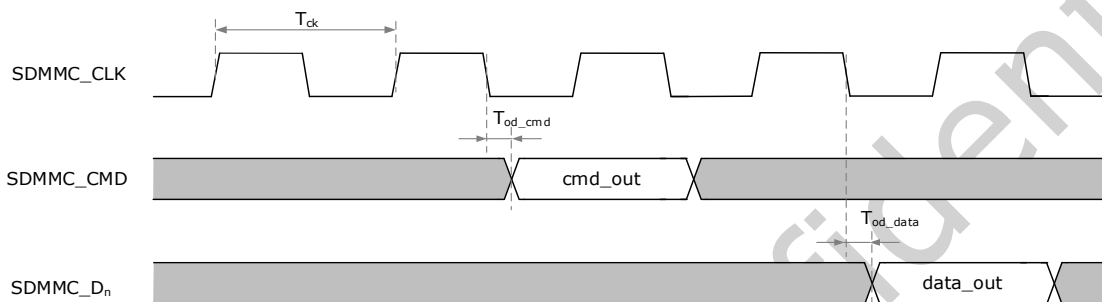 Tck
SDMMC_CLK
Tod_cmd
SDMMC_CMD
cmd_out
Tod_data
SDMMC_Dn
data_out